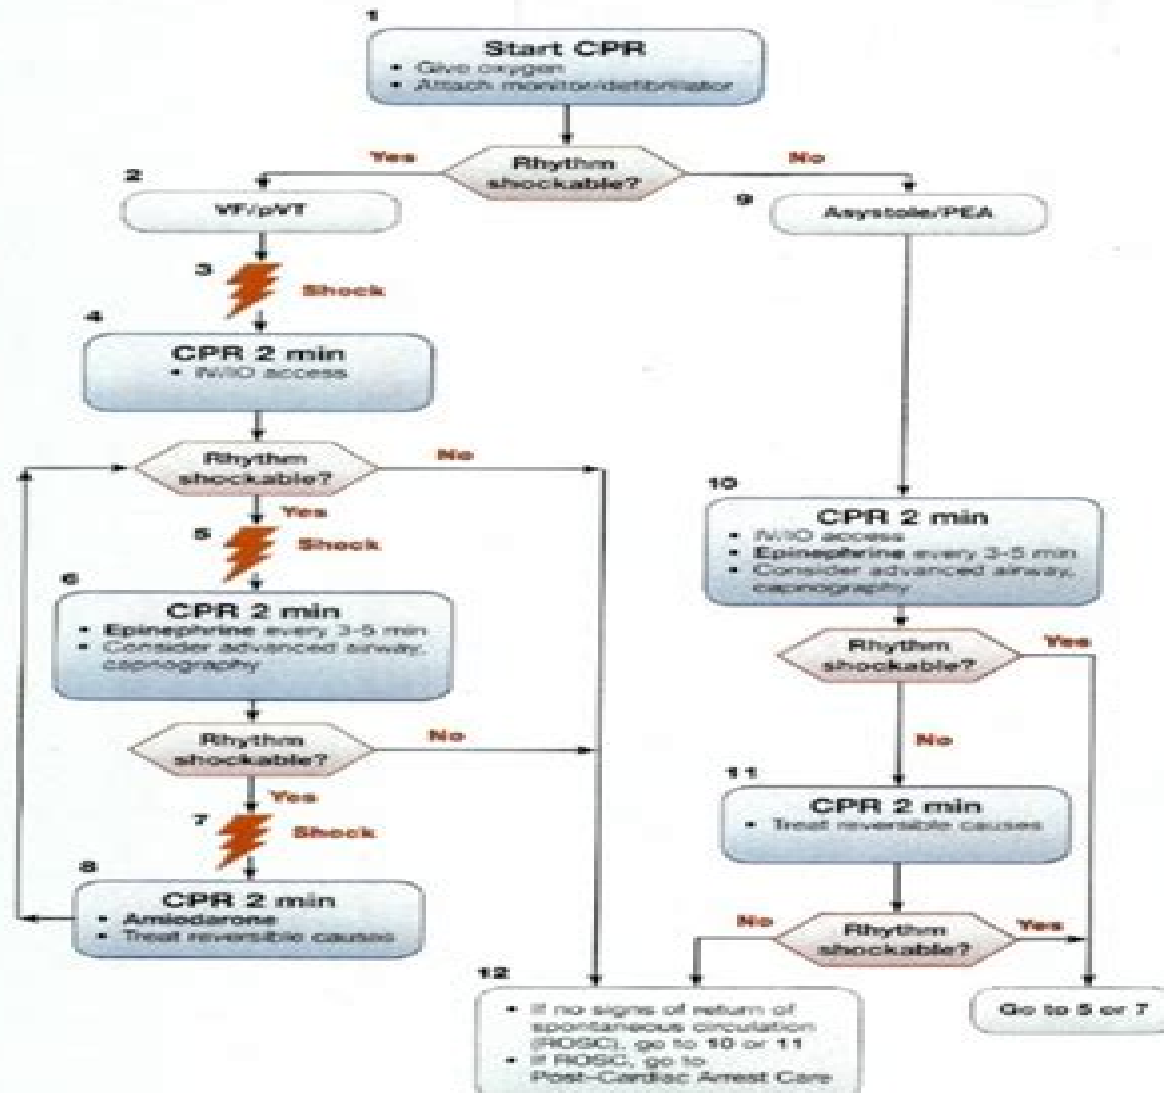 1
Start CPR
• Give oxygen
• Attach monitor/defibrillator
Yes
Rhythm
shockable?
No
2
VF/pVT
9
Asystole/PEA
3
Shock
4
CPR 2 min
• IV/IO access
Rhythm
shockable?
No
Yes
5
Shock
6
CPR 2 min
• Epinephrine every 3-5 min
• Consider advanced airway,
capnography
Rhythm
shockable?
No
Yes
7
Shock
8
CPR 2 min
• Amiodarone
• Treat reversible causes
10
CPR 2 min
• IV/IO access
• Epinephrine every 3-5 min
• Consider advanced airway,
capnography
Rhythm
shockable?
Yes
No
11
CPR 2 min
• Treat reversible causes
No
Rhythm
shockable?
Yes
12
• If no signs of return of
spontaneous circulation
(ROSC), go to 10 or 11
• If ROSC, go to
Post–Cardiac Arrest Care
Go to 5 or 7